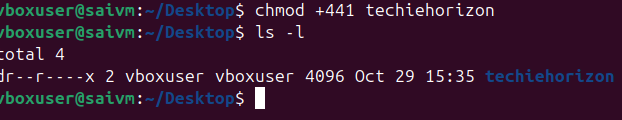 vboxuser@saivm:~/Desktop$ chmod +441 techiehorizon
vboxuser@saivm:~/Desktop$ ls -l
total 4
dr--r----x 2 vboxuser vboxuser 4096 Oct 29 15:35 techiehorizon
vboxuser@saivm:~/Desktop$